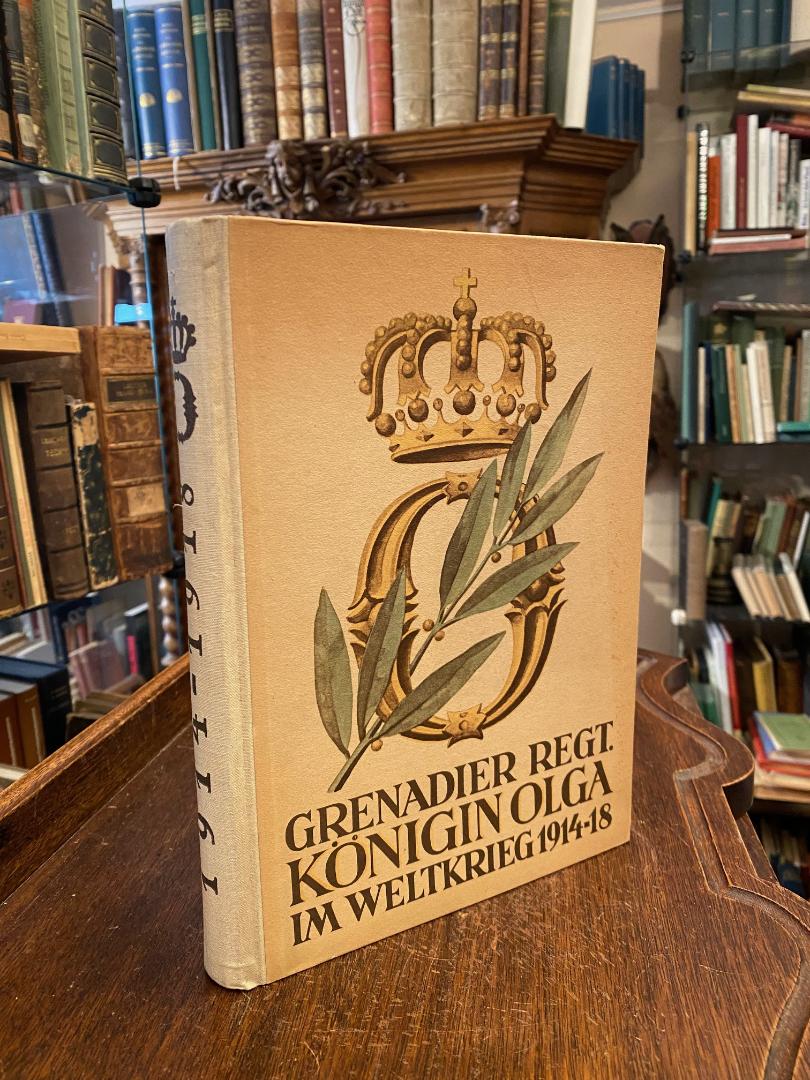 GRENADIER REGT.
KÖNIGIN OLGA
IM WELTKRIEG 1914-18
1914-1918